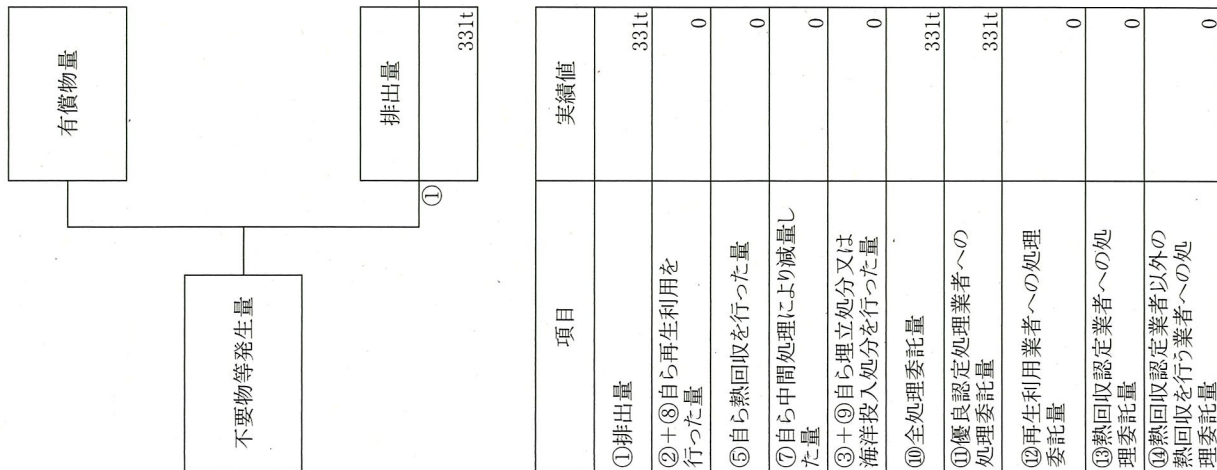 有償物量
不要物等発生量
排出量
①
331t
項目
実績値
①排出量
331t
②+⑧自ら再生利用を
行った量
0
⑤自ら熱回収を行った量
0
⑦自ら中間処理により減量し
た量
0
③+⑨自ら埋立処分又は
海洋投入処分を行った量
0
⑩全処理委託量
331t
⑪優良認定処理業者への
処理委託量
331t
⑫再生利用業者への処理
委託量
0
⑬熱回収認定業者への処
理委託量
0
⑭熱回収認定業者以外の
熱回収を行う業者への処
理委託量
0